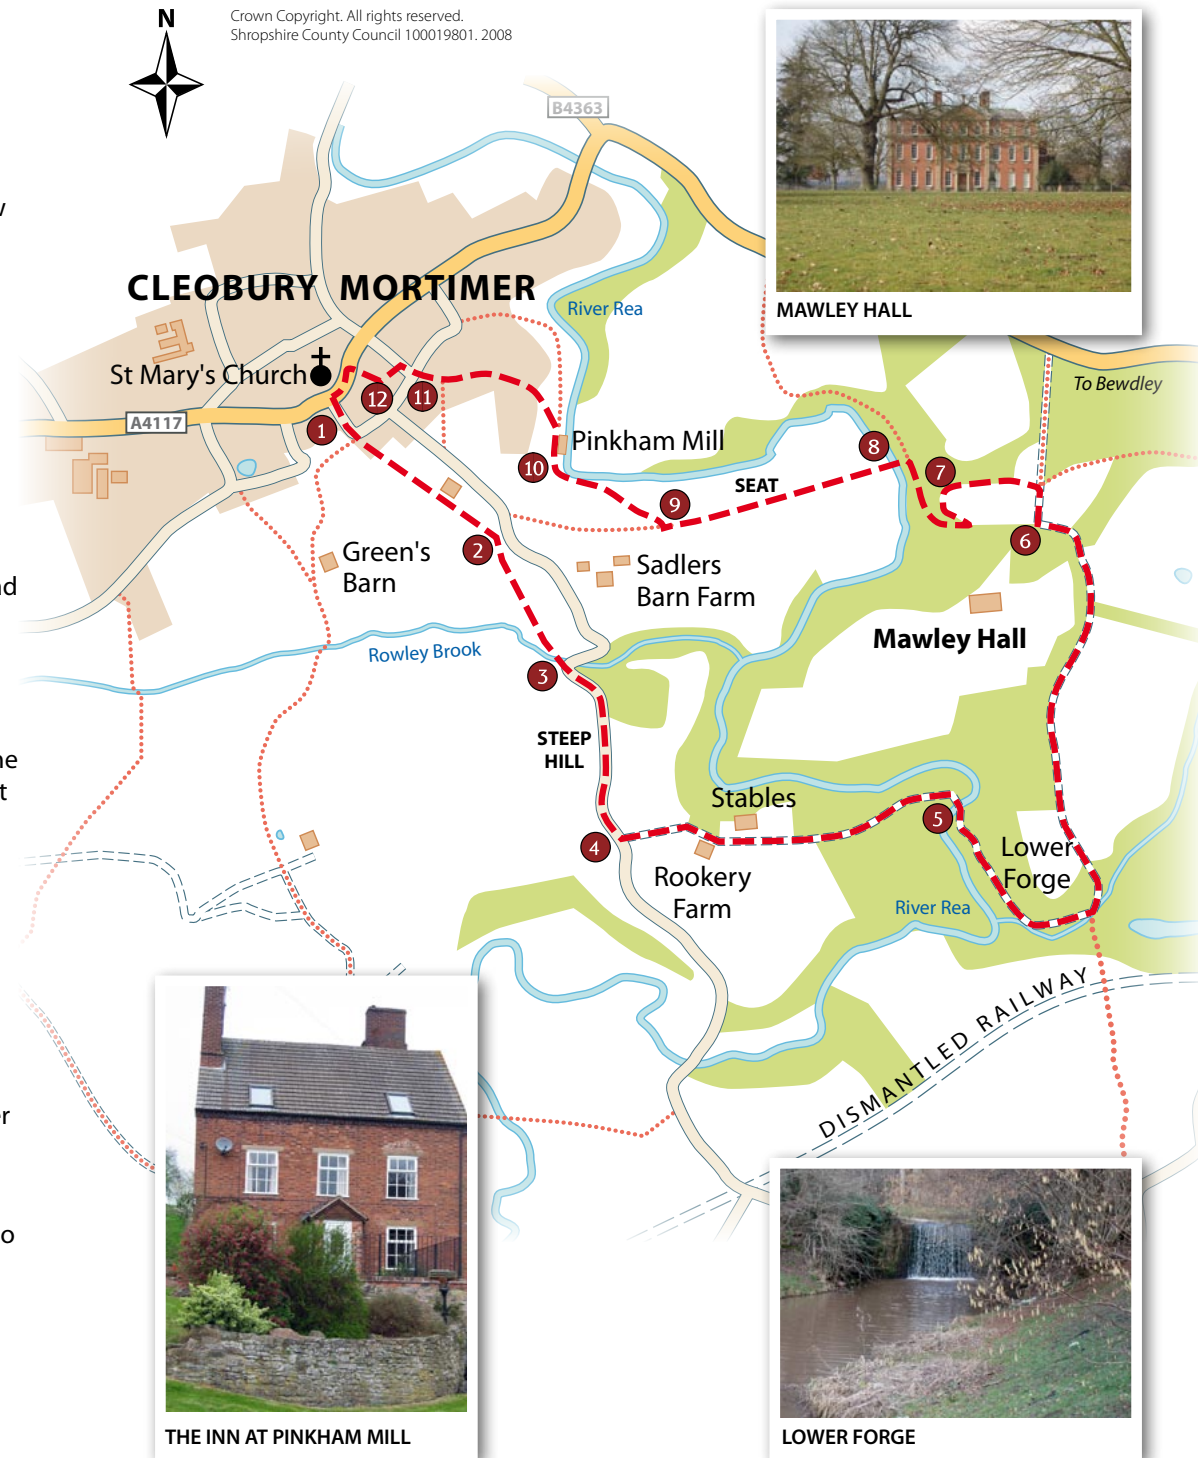 N
Crown Copyright. All rights reserved.
Shropshire County Council 100019801. 2008
B4363
MAWLEY HALL
CLEOBURY MORTIMER
River Rea
St Mary's Church
To Bewdley
A4117
12
11
1
Pinkham Mill
8
7
10
SEAT
9
6
2
Green's
Barn
Sadlers
Barn Farm
nd
Mawley Hall
Rowley Brook
3
STEEP
HILL
he
t
Stables
5
4
Lower
Forge
Rookery
Farm
River Rea
DISMANTLED RAILWAY
er
o
THE INN AT PINKHAM MILL
LOWER FORGE